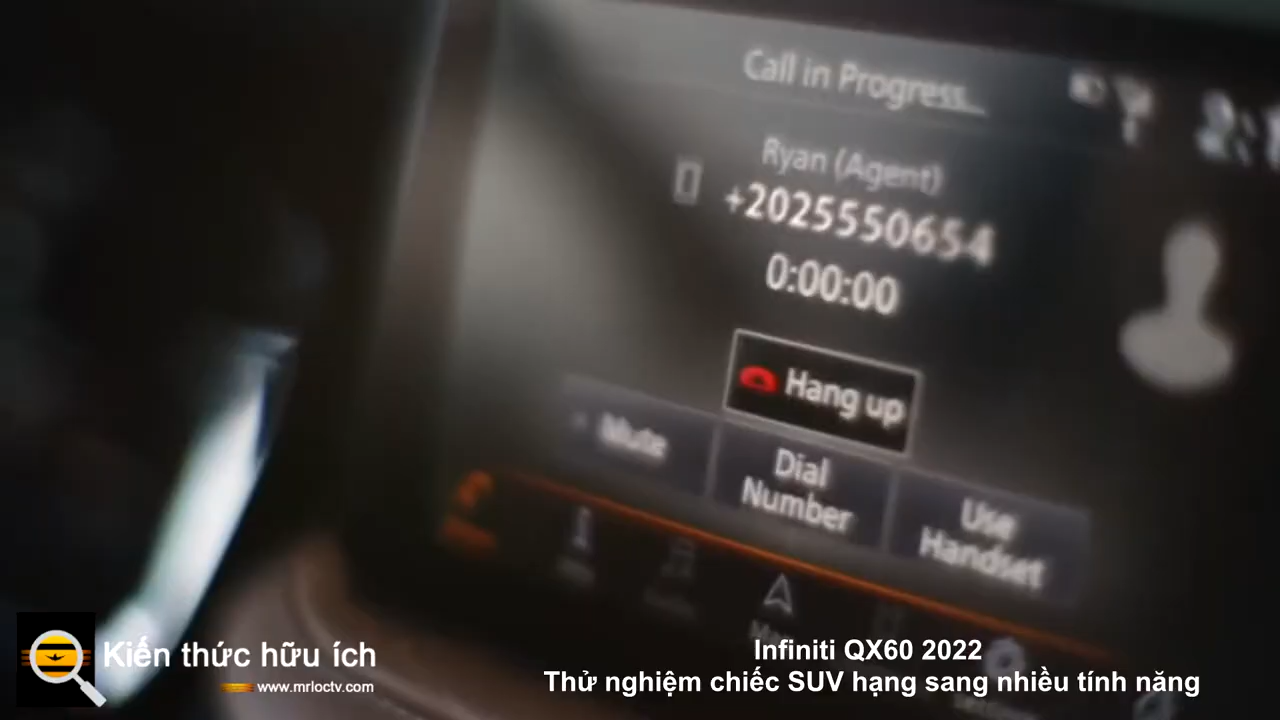 Call in Progress...
Ryan (Agent)
+2025550654
0:00:00
Hang up
Mute
Dial
Number
Use
Handset
Kiến thức hữu ích
www.mrloctv.com
Infiniti QX60 2022
Thử nghiệm chiếc SUV hạng sang nhiều tính năng